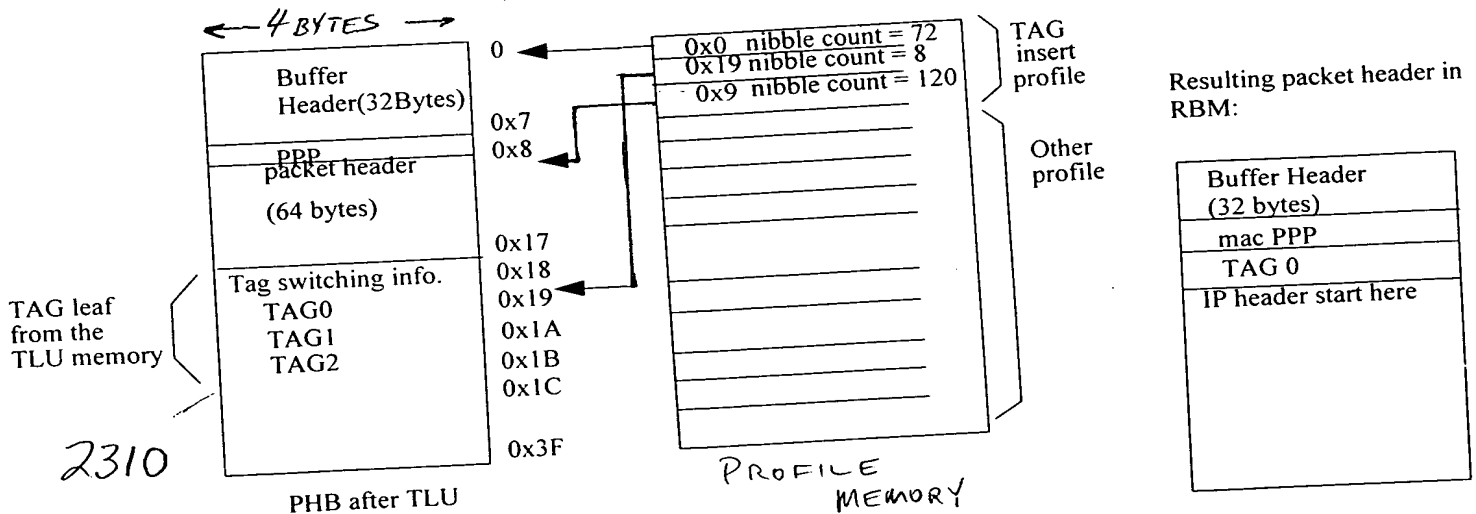 4 BYTES
Buffer
Header(32Bytes)
PPP
packet header
(64 bytes)
Tag switching info.
TAG0
TAG1
TAG2
TAG leaf
from the
TLU memory
2310
PHB after TLU
0
0x7
0x8
0x17
0x18
0x19
0x1A
0x1B
0x1C
0x3F
0x0 nibble count = 72
0x19 nibble count = 8
0x9 nibble count = 120
TAG
insert
profile
Other
profile
PROFILE
MEMORY
Resulting packet header in
RBM:
Buffer Header
(32 bytes)
mac PPP
TAG 0
IP header start here